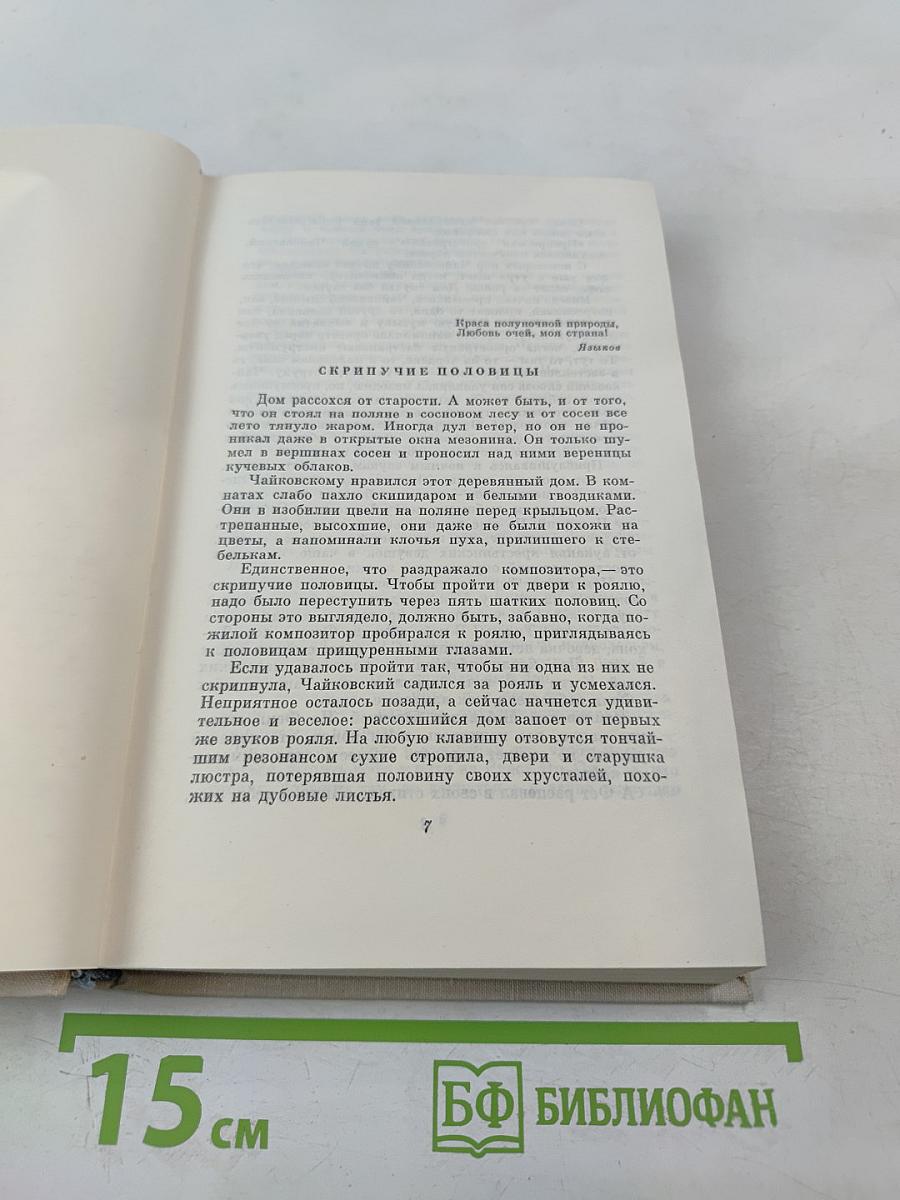 Краса полуночной природы,
Любовь очей, моя страна!
Языков
СКРИПУЧИЕ ПОЛОВИЦЫ
Дом рассохся от старости. А может быть, и от того,
что он стоял на поляне в сосновом лесу и от сосен все
лето тянуло жаром. Иногда дул ветер, но он не про-
никал даже в открытые окна мезонина. Он только шу-
мел в вершинах сосен и проносил над ними вереницы
кучевых облаков.
Чайковскому нравился этот деревянный дом. В ком-
натах слабо пахло скипидаром и белыми гвоздиками.
Они в изобилии цвели на поляне перед крыльцом. Рас-
трепанные, высохшие, они даже не были похожи на
цветы, а напоминали клочья пуха, прилипшего к сте-
белькам.
Единственное, что раздражало композитора,— это
скрипучие половицы. Чтобы пройти от двери к роялю,
надо было переступить через пять шатких половиц. Со
стороны это выглядело, должно быть, забавно, когда по-
жилой композитор пробирался к роялю, приглядываясь
к половицам прищуренными глазами.
Если удавалось пройти так, чтобы ни одна из них не
скрипнула, Чайковский садился за рояль и усмехался.
Неприятное осталось позади, а сейчас начнется удиви-
тельное и веселое: рассохшийся дом запоет от первых
же звуков рояля. На любую клавишу отзовутся тончай-
шим резонансом сухие стропила, двери и старушка
люстра, потерявшая половину своих хрусталей, похо-
жих на дубовые листья.
7
15 см
БФ БИБЛИОФАН